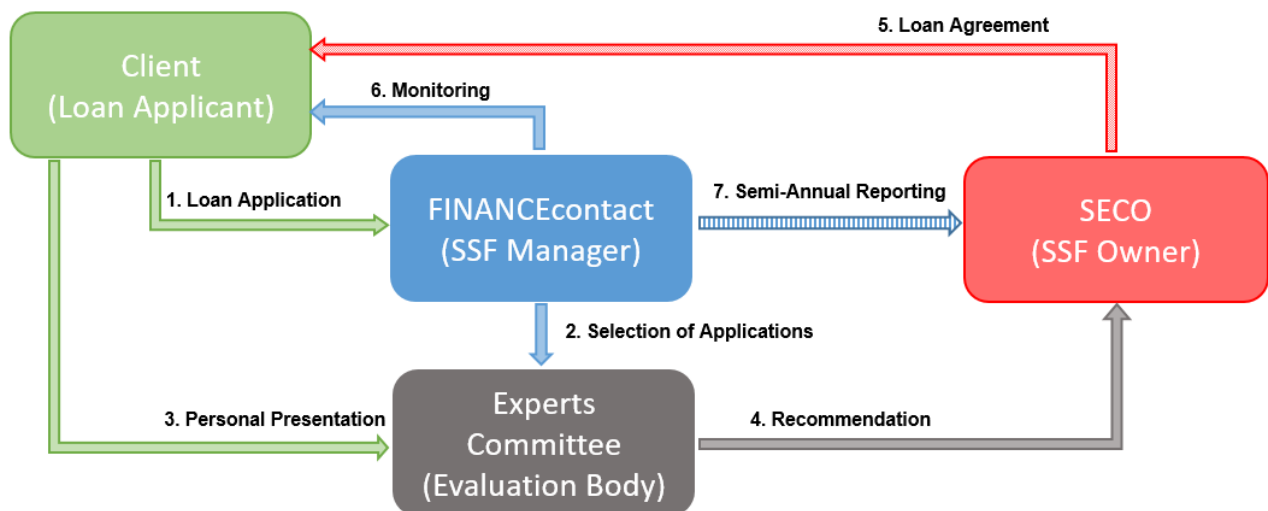 5. Loan Agreement
Client
(Loan Applicant)
6. Monitoring
1. Loan Application
FINANCEcontact
(SSF Manager)
7. Semi-Annual Reporting
SECO
(SSF Owner)
2. Selection of Applications
3. Personal Presentation
Experts
Committee
(Evaluation Body)
4. Recommendation